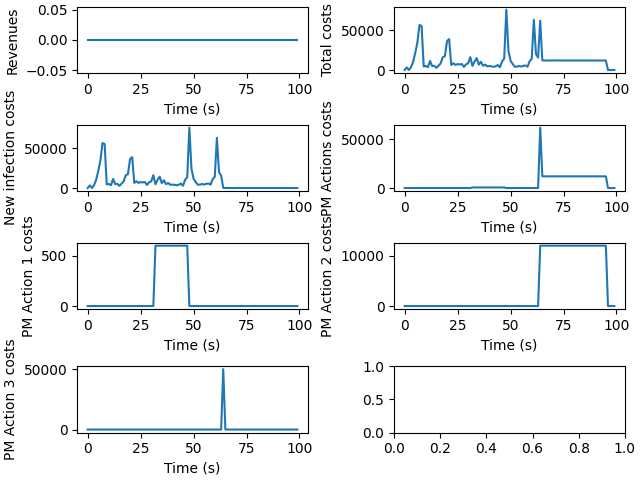 Revenues
0.05
0.00
−0.05
0 25 50 75 100
Time (s)
Total costs
50000
0
0 25 50 75 100
Time (s)
New infection costs
50000
0
0 25 50 75 100
Time (s)
PM Actions costs
50000
0
0 25 50 75 100
Time (s)
PM Action 1 costs
500
0
0 25 50 75 100
Time (s)
PM Action 2 costs
10000
0
0 25 50 75 100
Time (s)
PM Action 3 costs
50000
0
0 25 50 75 100
Time (s)
1.0
0.5
0.0
0.0 0.2 0.4 0.6 0.8 1.0